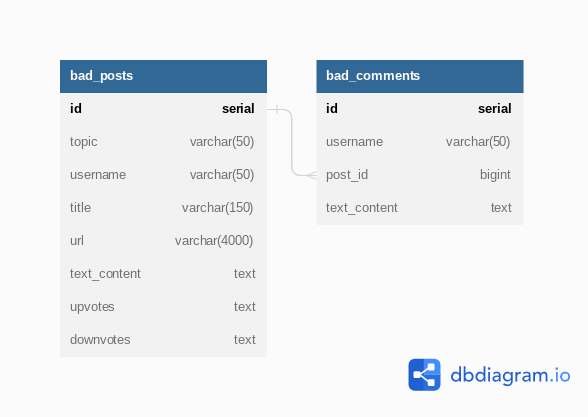 bad_posts
id serial
topic varchar(50)
username varchar(50)
title varchar(150)
url varchar(4000)
text_content text
upvotes text
downvotes text
bad_comments
id serial
username varchar(50)
post_id bigint
text_content text
dbdiagram.io